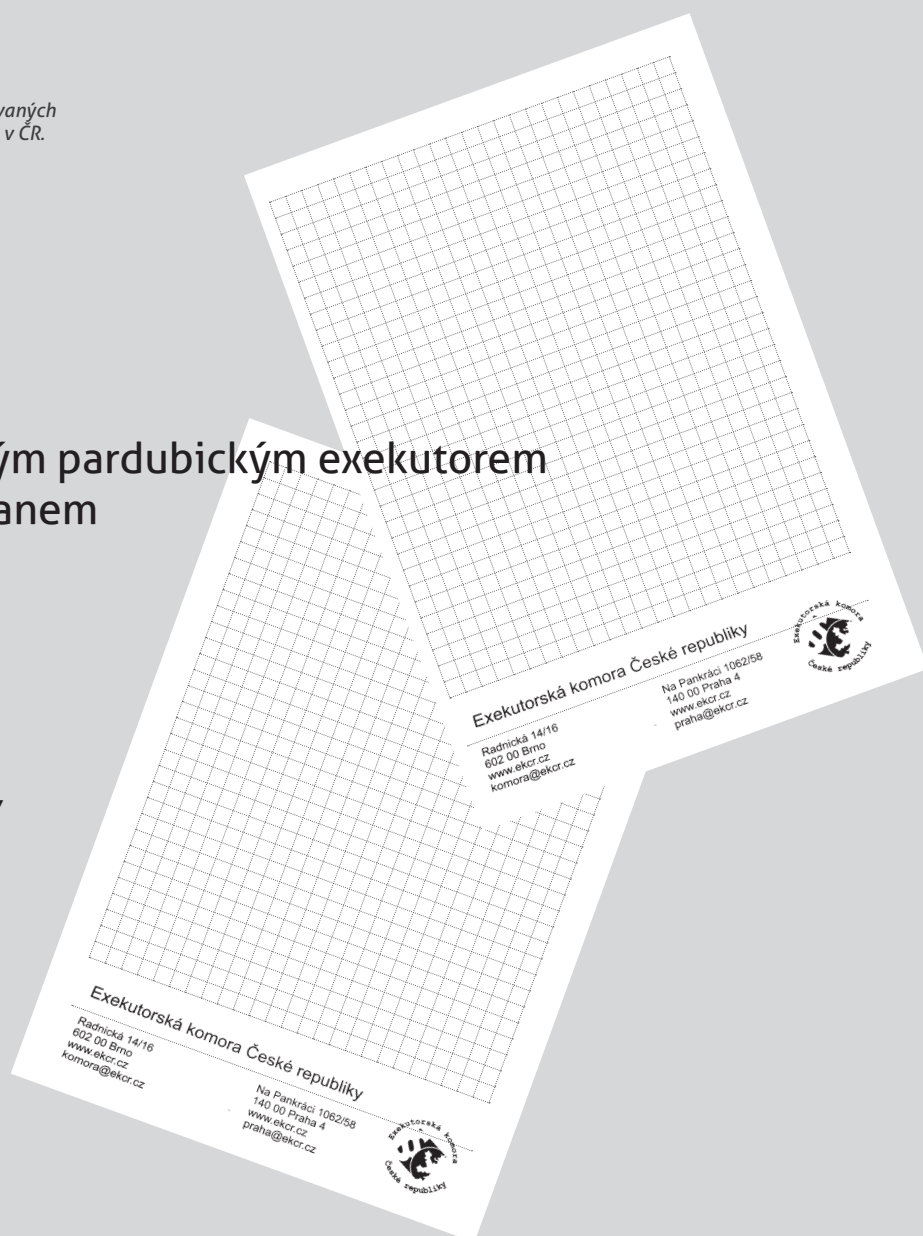 vaných
v ČR.
ým pardubickým exekutorem
anem
Exekutorská komora České republiky
Radnická 14/16
602 00 Brno
www.ekcr.cz
komora@ekcr.cz
Na Pankráci 1062/58
140 00 Praha 4
www.ekcr.cz
praha@ekcr.cz
Exekutorská komora
České republiky
Exekutorská komora České republiky
Radnická 14/16
602 00 Brno
www.ekcr.cz
komora@ekcr.cz
Na Pankráci 1062/58
140 00 Praha 4
www.ekcr.cz
praha@ekcr.cz
Exekutorská komora
České republiky